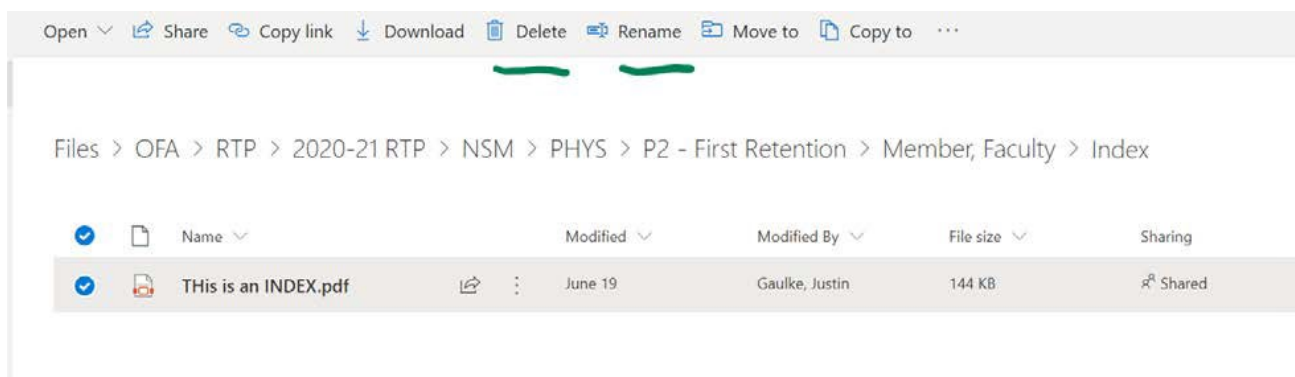 Open Share Copy link Download Delete Rename Move to Copy to ...
Files > OFA > RTP > 2020-21 RTP > NSM > PHYS > P2 - First Retention > Member, Faculty > Index
Name Modified Modified By File size Sharing
THis is an INDEX.pdf June 19 Gaulke, Justin 144 KB Shared